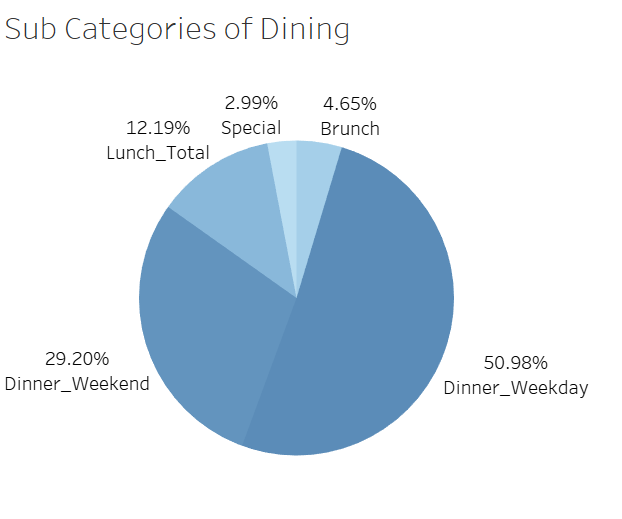 Sub Categories of Dining
2.99%
Special
4.65%
Brunch
12.19%
Lunch_Total
29.20%
Dinner_Weekend
50.98%
Dinner_Weekday